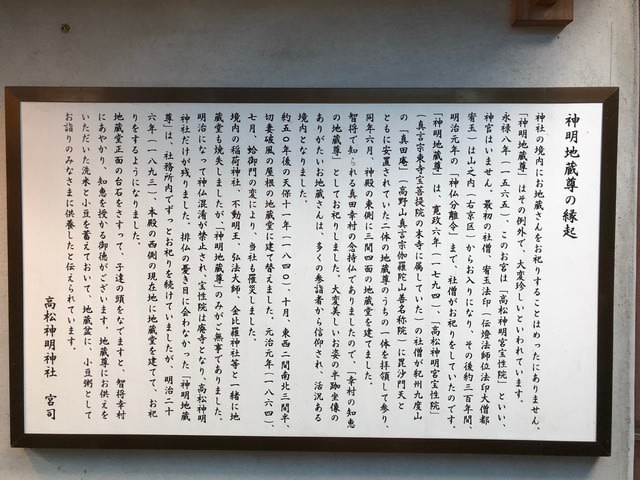 神明地蔵尊の縁起
神社の境内にお地蔵さんをお祀りすることはめったにありません。
「神明地蔵尊」はその例外で、大変珍しいといわれています。
永禄八年(一五六五)、このお宮は「高松神明宮宝性院」といい、
神官はいません。最初の社僧、宥玉法印(伝燈法師位法印大僧都
宥玉)は山之内(右京区)からお入りになり、その後約三百年間、
明治元年の「神仏分離令」まで、社僧がお祀りをしていたのです。
「神明地蔵尊」は、寛政六年(一七九四)、「高松神明宮宝性院」
(真言宗東寺宝菩提院の末寺に属していた)の社僧が紀州九度山
の「真田庵」(高野山真言宗伽羅陀山善名称院)に毘沙門天と
ともに安置されていた二体の地蔵尊のうちの一体を拝領して参り、
同年六月、神殿の東側に三間四面の地蔵堂を建てました。
智将で知られる真田幸村の念持仏でありましたので、「幸村の知恵
の地蔵尊」としてお祀りしました。大変美しいお姿の半跏坐像の
ありがたいお地蔵さんは、多くの参詣者から信仰され、活況ある
境内となりました。
約五〇年後の天保十一年(一八四〇)、十月、東西二間南北三間半、
切妻破風の屋根の地蔵堂に建て替えました。元治元年(一八六四)、
七月、蛤御門の変により、当社も罹災しました。
境内の稲荷神社、不動明王、弘法大師、金比羅神社等と一緒に地
蔵堂も焼失しましたが、「神明地蔵尊」のみがご無事でありました。
明治になって神仏混淆が禁止され、宝性院は廃寺となり、高松神明
神社だけが残りました。排仏の憂き目に会わなかった「神明地蔵
尊」は、社務所内でずっとお祀りを続けていましたが、明治二十
六年(一八九三)、本殿の西側の現在地に地蔵堂を建てて、お祀
りをするようになりました。
地蔵堂正面の台石をさすって、子達の頭をなでますと、智将幸村
にあやかり、知恵を授かる御徳がございます。地蔵尊にお供えを
いただいた洗米と小豆を蓄えておいて、地蔵盆に、小豆粥として
お詣りのみなさまに供養したと伝えられています。
高松神明神社 宮司